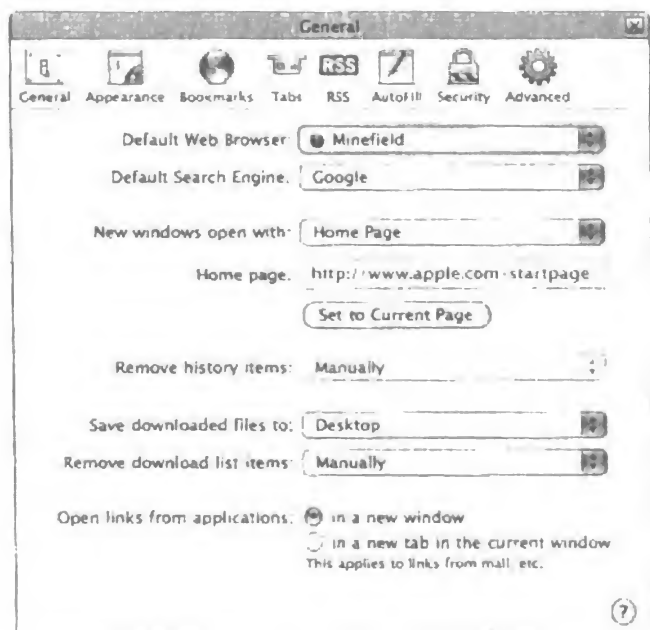 General
General Appearance Bookmarks Tabs RSS AutoFill Security Advanced
Default Web Browser: Minefield
Default Search Engine: Google
New windows open with: Home Page
Home page: http://www.apple.com/startpage
Set to Current Page
Remove history items: Manually
Save downloaded files to: Desktop
Remove download list items: Manually
Open links from applications: in a new window
in a new tab in the current window
This applies to links from mail, etc.
?